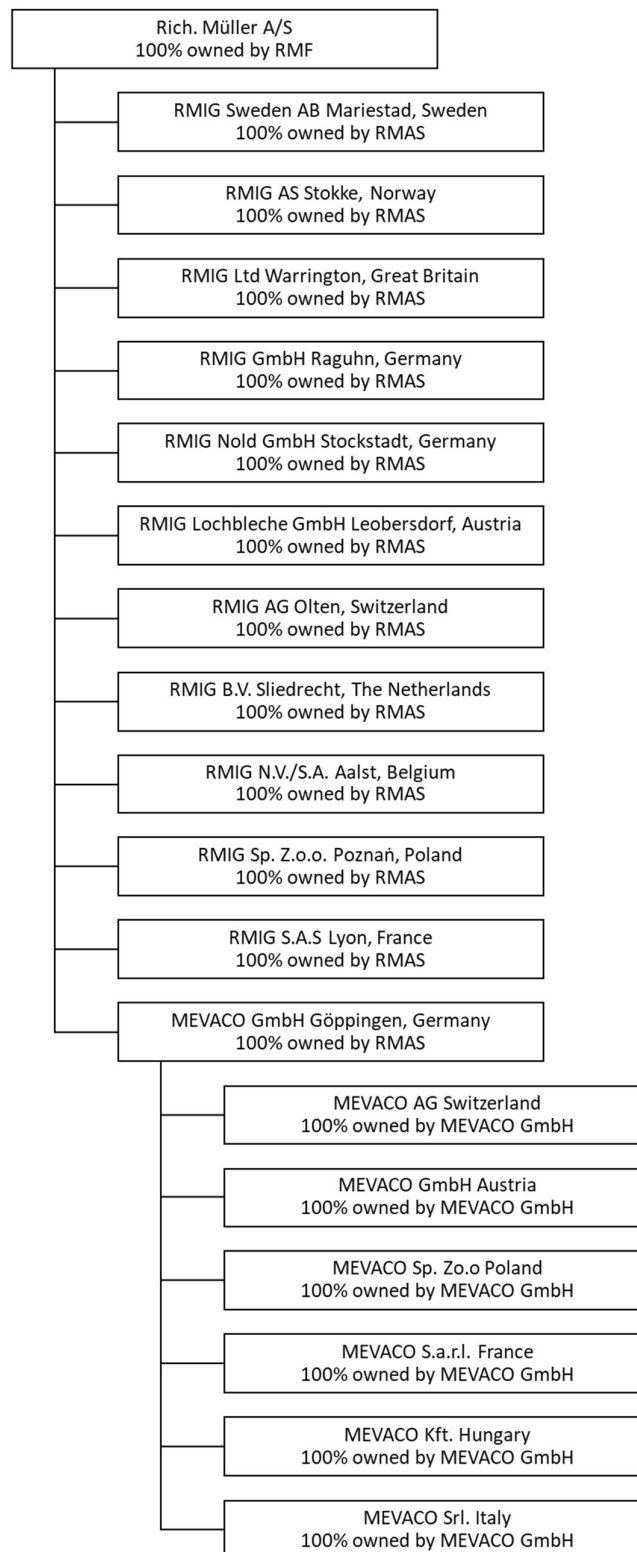 Rich. Müller A/S
100% owned by RMF
RMIG Sweden AB Mariestad, Sweden
100% owned by RMAS
RMIG AS Stokke, Norway
100% owned by RMAS
RMIG Ltd Warrington, Great Britain
100% owned by RMAS
RMIG GmbH Raguhn, Germany
100% owned by RMAS
RMIG Nold GmbH Stockstadt, Germany
100% owned by RMAS
RMIG Lochbleche GmbH Leobersdorf, Austria
100% owned by RMAS
RMIG AG Olten, Switzerland
100% owned by RMAS
RMIG B.V. Sliedrecht, The Netherlands
100% owned by RMAS
RMIG N.V./S.A. Aalst, Belgium
100% owned by RMAS
RMIG Sp. Z.o.o. Poznaṅ, Poland
100% owned by RMAS
RMIG S.A.S Lyon, France
100% owned by RMAS
MEVACO GmbH Göppingen, Germany
100% owned by RMAS
MEVACO AG Switzerland
100% owned by MEVACO GmbH
MEVACO GmbH Austria
100% owned by MEVACO GmbH
MEVACO Sp. Zo.o Poland
100% owned by MEVACO GmbH
MEVACO S.a.r.l. France
100% owned by MEVACO GmbH
MEVACO Kft. Hungary
100% owned by MEVACO GmbH
MEVACO Srl. Italy
100% owned by MEVACO GmbH